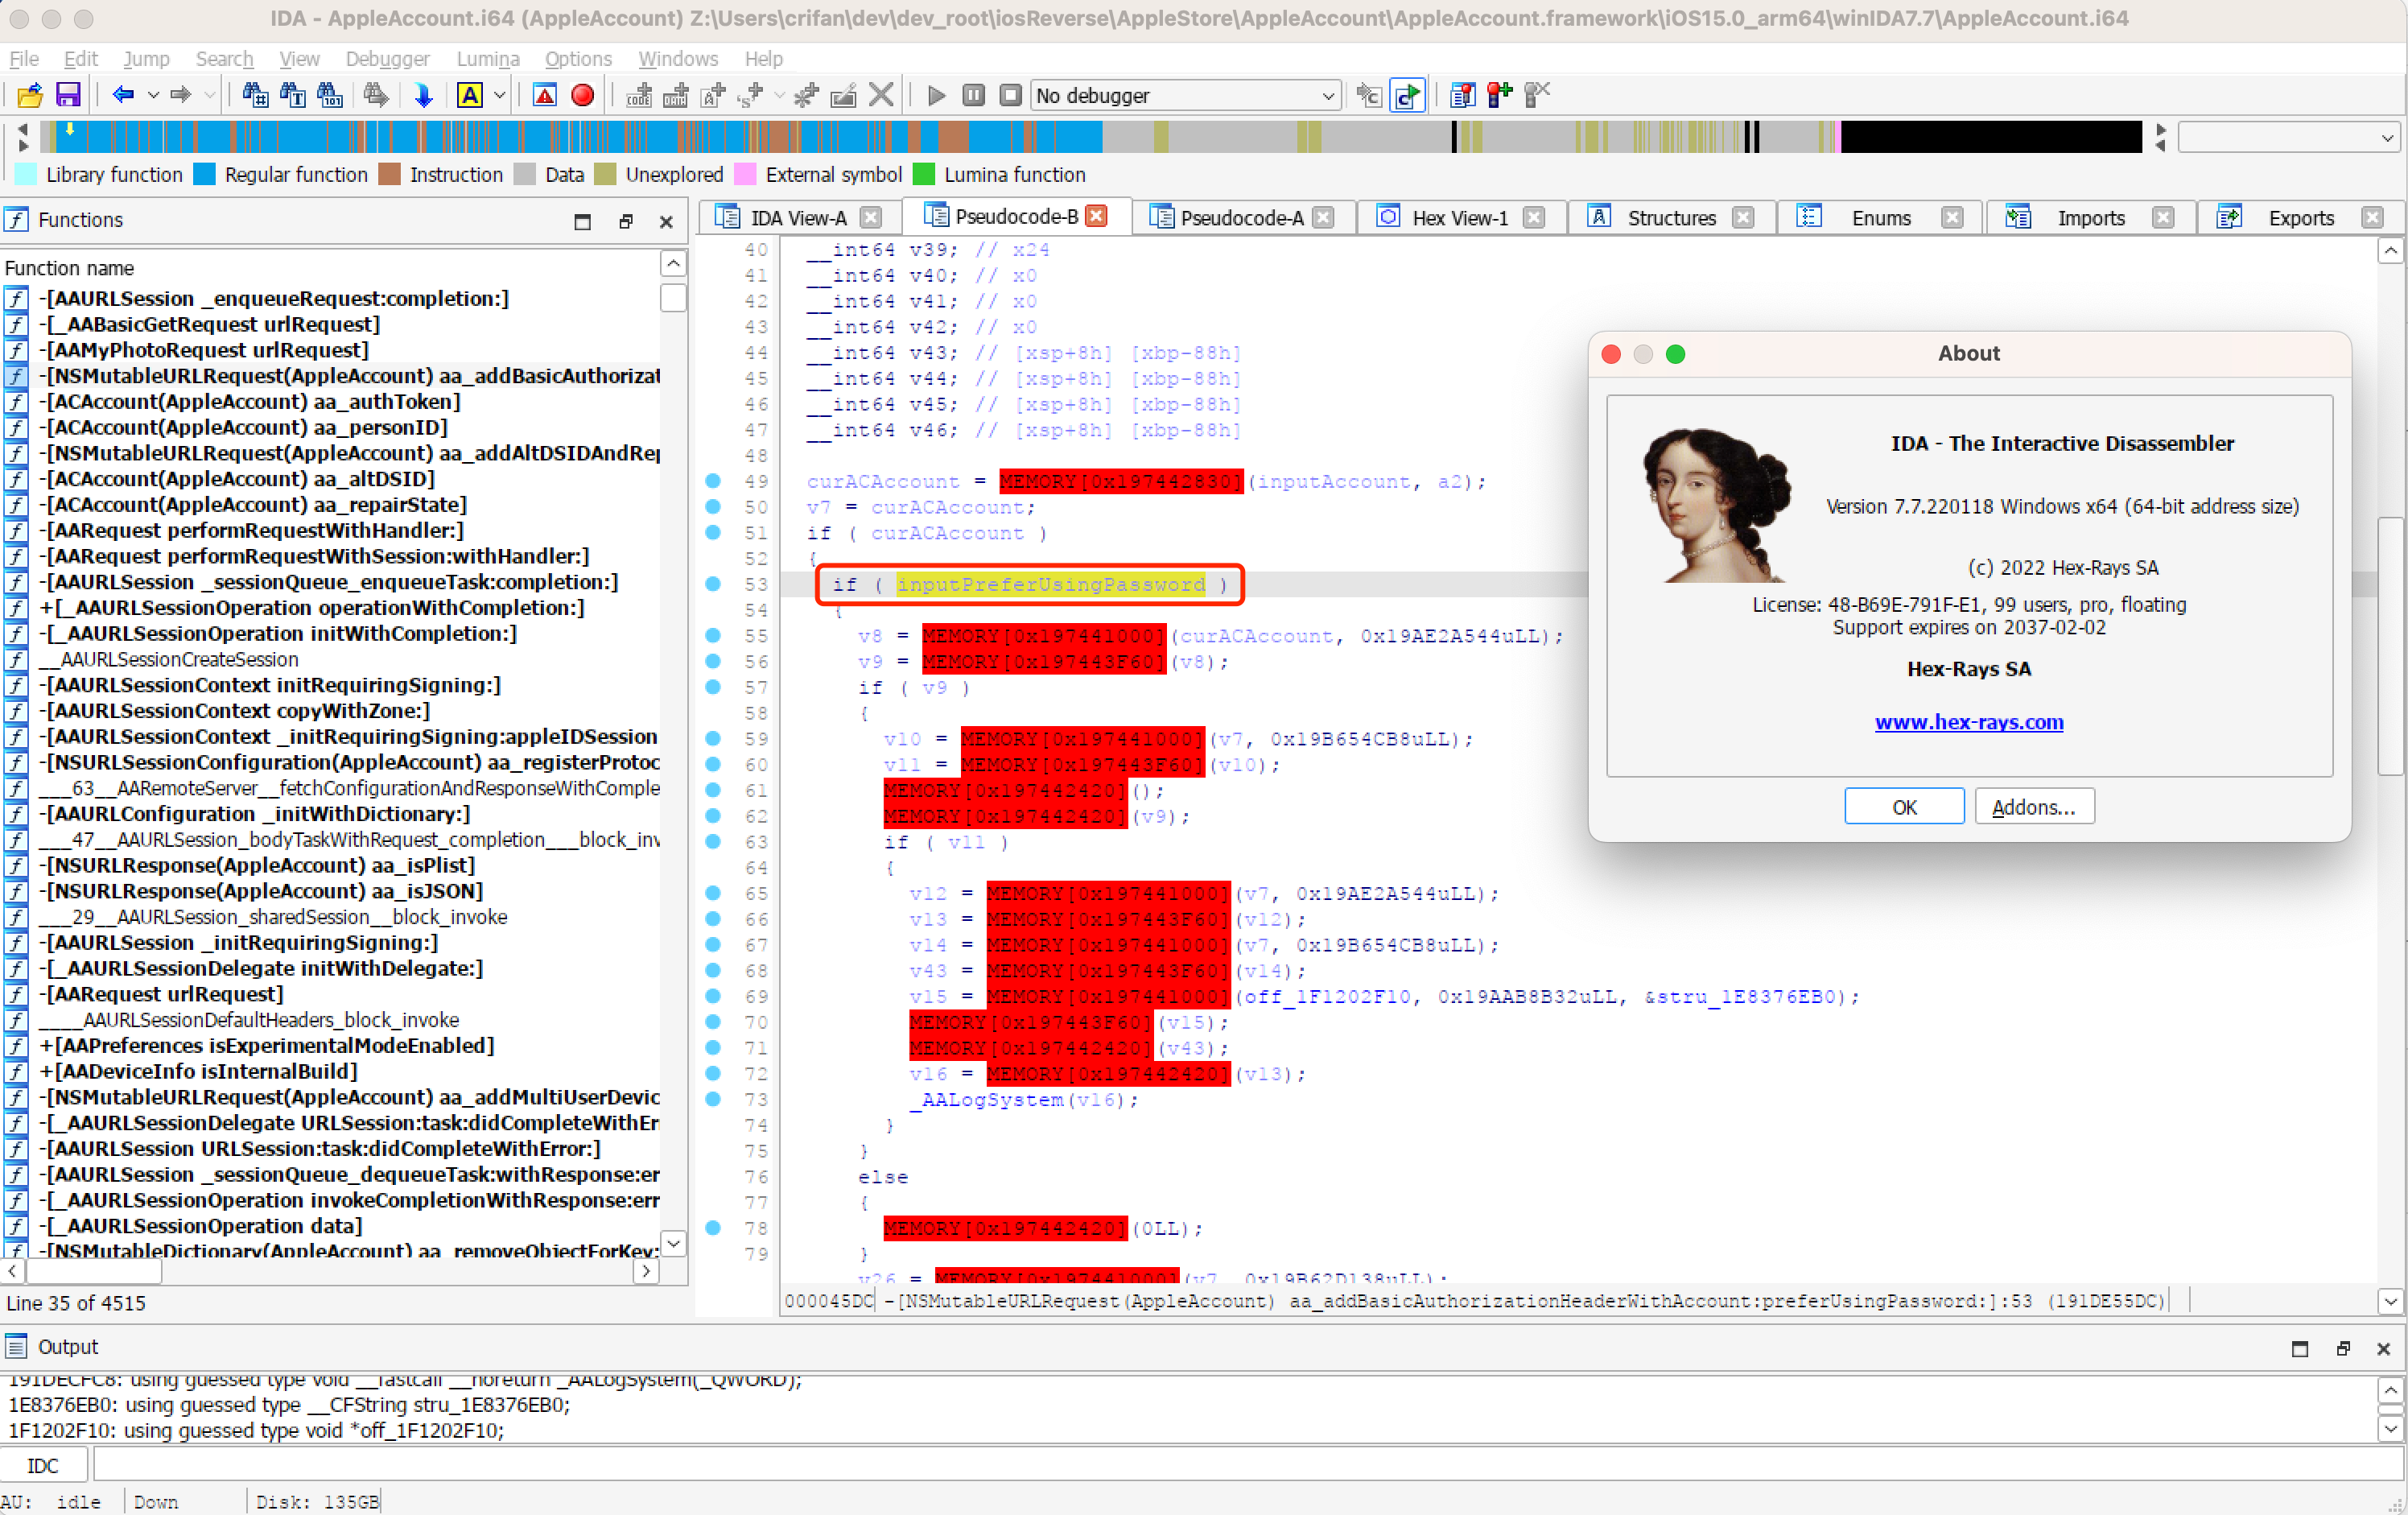 IDA - AppleAccount.i64 (AppleAccount) Z:\Users\crifan\dev\dev_root\iosReverse\AppleStore\AppleAccount\AppleAccount.framework\iOS15.0_arm64\winIDA7.7\AppleAccount.i64
File Edit Jump Search View Debugger Lumina Options Windows Help
No debugger
Library function Regular function Instruction Data Unexplored External symbol Lumina function
Functions
Function name
-[AAURLSession _enqueueRequest:completion:]
-[_AABasicGetRequest urlRequest]
-[AAMyPhotoRequest urlRequest]
-[NSMutableURLRequest(AppleAccount) aa_addBasicAuthorizat
-[ACAccount(AppleAccount) aa_authToken]
-[ACAccount(AppleAccount) aa_personID]
-[NSMutableURLRequest(AppleAccount) aa_addAltDSIDAndRep
-[ACAccount(AppleAccount) aa_altDSID]
-[ACAccount(AppleAccount) aa_repairState]
-[AARequest performRequestWithHandler:]
-[AARequest performRequestWithSession:withHandler:]
-[AAURLSession _sessionQueue_enqueueTask:completion:]
+[_AAURLSessionOperation operationWithCompletion:]
-[_AAURLSessionOperation initWithCompletion:]
__AAURLSessionCreateSession
-[AAURLSessionContext initRequiringSigning:]
-[AAURLSessionContext copyWithZone:]
-[AAURLSessionContext _initRequiringSigning:appleIDSession
-[NSURLSessionConfiguration(AppleAccount) aa_registerProtoc
___63__AARemoteServer__fetchConfigurationAndResponseWithComple
-[AAURLConfiguration _initWithDictionary:]
___47__AAURLSession_bodyTaskWithRequest_completion___block_inv
-[NSURLResponse(AppleAccount) aa_isPlist]
-[NSURLResponse(AppleAccount) aa_isJSON]
___29__AAURLSession_sharedSession__block_invoke
-[AAURLSession _initRequiringSigning:]
-[_AAURLSessionDelegate initWithDelegate:]
-[AARequest urlRequest]
____AAURLSessionDefaultHeaders_block_invoke
+[AAPreferences isExperimentalModeEnabled]
+[AADeviceInfo isInternalBuild]
-[NSMutableURLRequest(AppleAccount) aa_addMultiUserDevic
-[_AAURLSessionDelegate URLSession:task:didCompleteWithEr
-[AAURLSession URLSession:task:didCompleteWithError:]
-[AAURLSession _sessionQueue_dequeueTask:withResponse:er
-[_AAURLSessionOperation invokeCompletionWithResponse:err
-[_AAURLSessionOperation data]
-[NSMutableDictionary(AppleAccount) aa_removeObjectForKey:
Line 35 of 4515
IDA View-A Pseudocode-B Pseudocode-A Hex View-1 Structures Enums Imports Exports
40 __int64 v39; // x24
41 __int64 v40; // x0
42 __int64 v41; // x0
43 __int64 v42; // x0
44 __int64 v43; // [xsp+8h] [xbp-88h]
45 __int64 v44; // [xsp+8h] [xbp-88h]
46 __int64 v45; // [xsp+8h] [xbp-88h]
47 __int64 v46; // [xsp+8h] [xbp-88h]
48
49 curACAccount = MEMORY[0x197442830](inputAccount, a2);
50 v7 = curACAccount;
51 if ( curACAccount )
52 {
53 if ( inputPreferUsingPassword )
54 {
55 v8 = MEMORY[0x197441000](curACAccount, 0x19AE2A544uLL);
56 v9 = MEMORY[0x197443F60](v8);
57 if ( v9 )
58 {
59 v10 = MEMORY[0x197441000](v7, 0x19B654CB8uLL);
60 v11 = MEMORY[0x197443F60](v10);
61 MEMORY[0x197442420]();
62 MEMORY[0x197442420](v9);
63 if ( v11 )
64 {
65 v12 = MEMORY[0x197441000](v7, 0x19AE2A544uLL);
66 v13 = MEMORY[0x197443F60](v12);
67 v14 = MEMORY[0x197441000](v7, 0x19B654CB8uLL);
68 v43 = MEMORY[0x197443F60](v14);
69 v15 = MEMORY[0x197441000](off_1F1202F10, 0x19AAB8B32uLL, &stru_1E8376EB0);
70 MEMORY[0x197443F60](v15);
71 MEMORY[0x197442420](v43);
72 v16 = MEMORY[0x197442420](v13);
73 _AALogSystem(v16);
74 }
75 }
76 else
77 {
78 MEMORY[0x197442420](0LL);
79 }
v26 = MEMORY[0x197441000](v7, 0x19B62D138uLL);
000045DC -[NSMutableURLRequest(AppleAccount) aa_addBasicAuthorizationHeaderWithAccount:preferUsingPassword:]:53 (191DE55DC)
About
IDA - The Interactive Disassembler
Version 7.7.220118 Windows x64 (64-bit address size)
(c) 2022 Hex-Rays SA
License: 48-B69E-791F-E1, 99 users, pro, floating
Support expires on 2037-02-02
Hex-Rays SA
www.hex-rays.com
OK Addons...
Output
191DECFC8: using guessed type void __fastcall __noreturn _AALogSystem(_QWORD);
1E8376EB0: using guessed type __CFString stru_1E8376EB0;
1F1202F10: using guessed type void *off_1F1202F10;
IDC
AU: idle Down Disk: 135GB